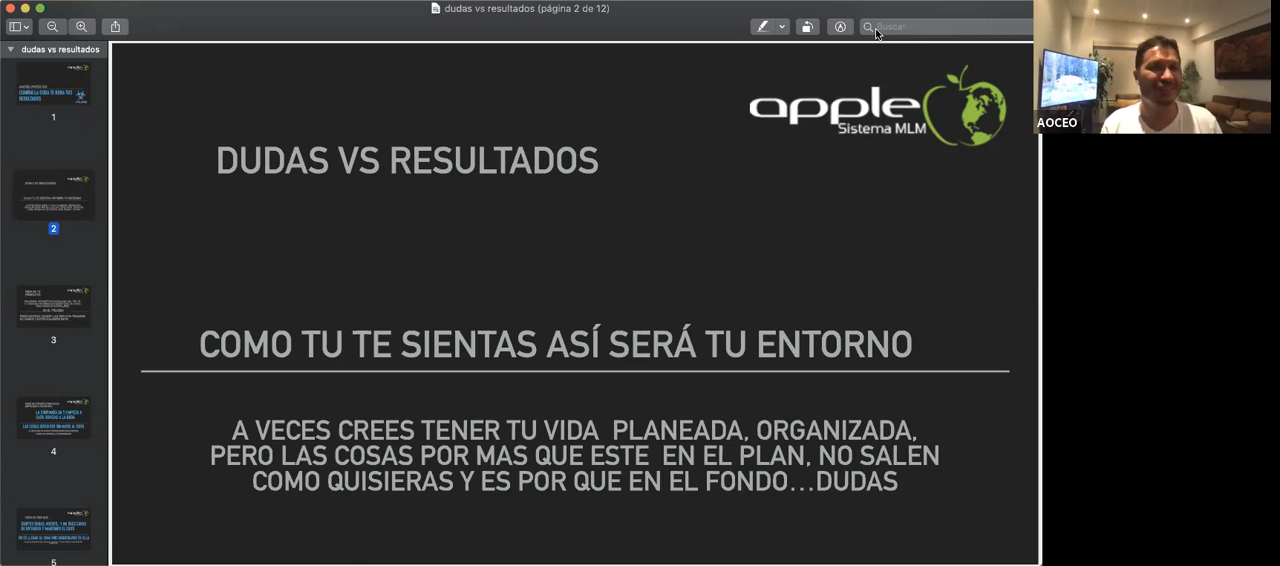 dudas vs resultados (página 2 de 12)
Buscar
dudas vs resultados
1
2
3
4
5
apple
Sistema MLM
AOCEO
DUDAS VS RESULTADOS
COMO TU TE SIENTAS ASÍ SERÁ TU ENTORNO
A VECES CREES TENER TU VIDA PLANEADA, ORGANIZADA,
PERO LAS COSAS POR MAS QUE ESTE EN EL PLAN, NO SALEN
COMO QUISIERAS Y ES POR QUE EN EL FONDO...DUDAS